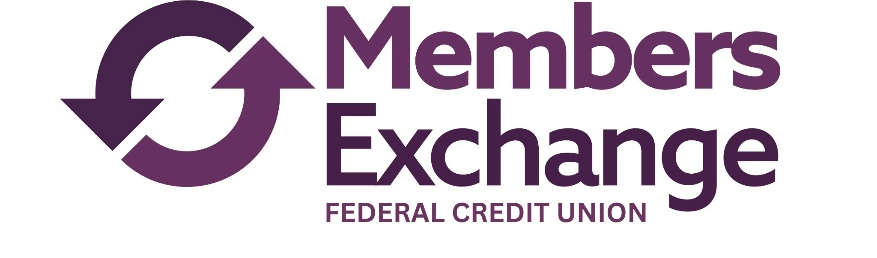 Members
Exchange
FEDERAL CREDIT UNION